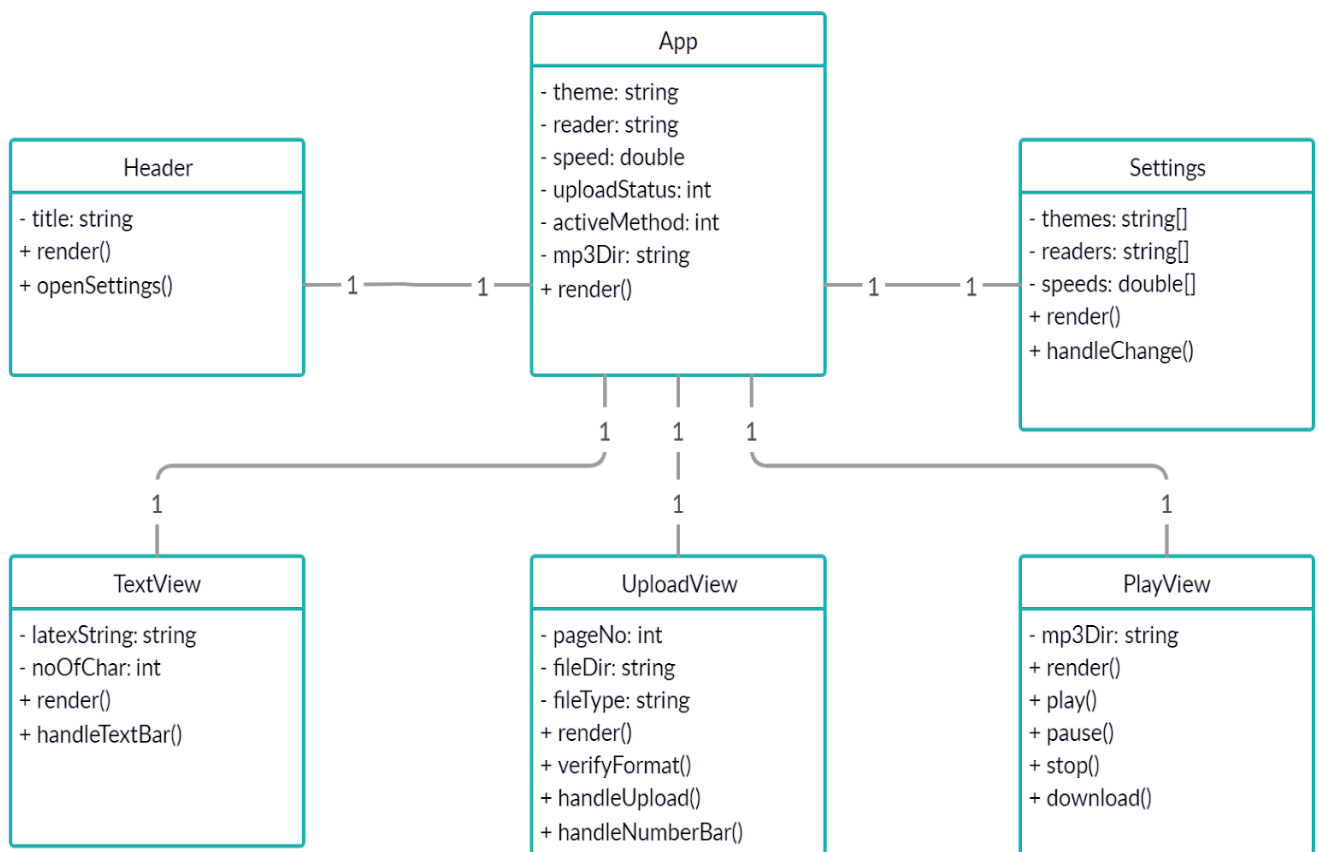 App
- theme: string
- reader: string
- speed: double
- uploadStatus: int
- activeMethod: int
- mp3Dir: string
+ render()
Header
- title: string
+ render()
+ openSettings()
1
1
1
1
Settings
- themes: string[]
- readers: string[]
- speeds: double[]
+ render()
+ handleChange()
1
1
1
1
1
1
TextView
- latexString: string
- noOfChar: int
+ render()
+ handleTextBar()
UploadView
- pageNo: int
- fileDir: string
- fileType: string
+ render()
+ verifyFormat()
+ handleUpload()
+ handleNumberBar()
PlayView
- mp3Dir: string
+ render()
+ play()
+ pause()
+ stop()
+ download()